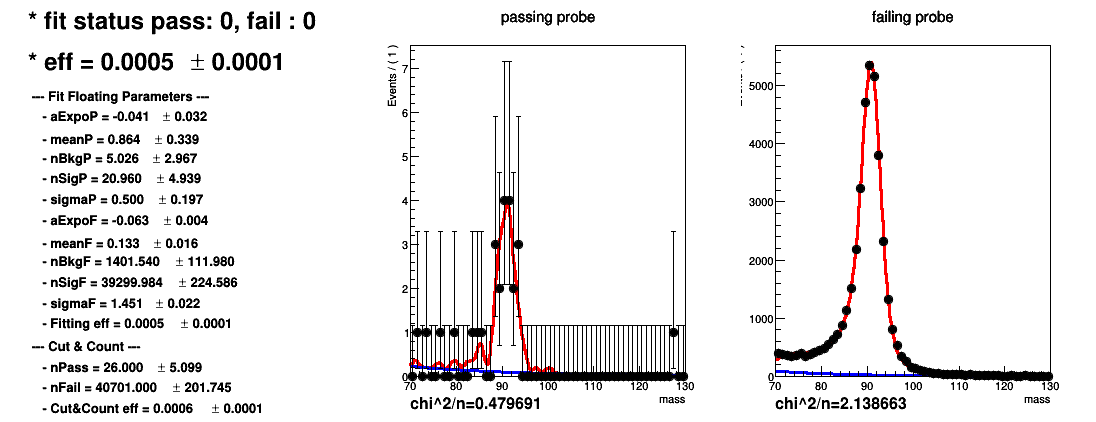 * fit status pass: 0, fail : 0
* eff = 0.0005 ± 0.0001
--- Fit Floating Parameters ---
- aExpoP = -0.041 ± 0.032
- meanP = 0.864 ± 0.339
- nBkgP = 5.026 ± 2.967
- nSigP = 20.960 ± 4.939
- sigmaP = 0.500 ± 0.197
- aExpoF = -0.063 ± 0.004
- meanF = 0.133 ± 0.016
- nBkgF = 1401.540 ± 111.980
- nSigF = 39299.984 ± 224.586
- sigmaF = 1.451 ± 0.022
- Fitting eff = 0.0005 ± 0.0001
--- Cut & Count ---
- nPass = 26.000 ± 5.099
- nFail = 40701.000 ± 201.745
- Cut&Count eff = 0.0006 ± 0.0001
passing probe
Events / ( 1 )
7
6
5
4
3
2
1
0
70 80 90 100 110 120 130
mass
chi^2/n=0.479691
failing probe
5000
4000
3000
2000
1000
0
70 80 90 100 110 120 130
mass
chi^2/n=2.138663